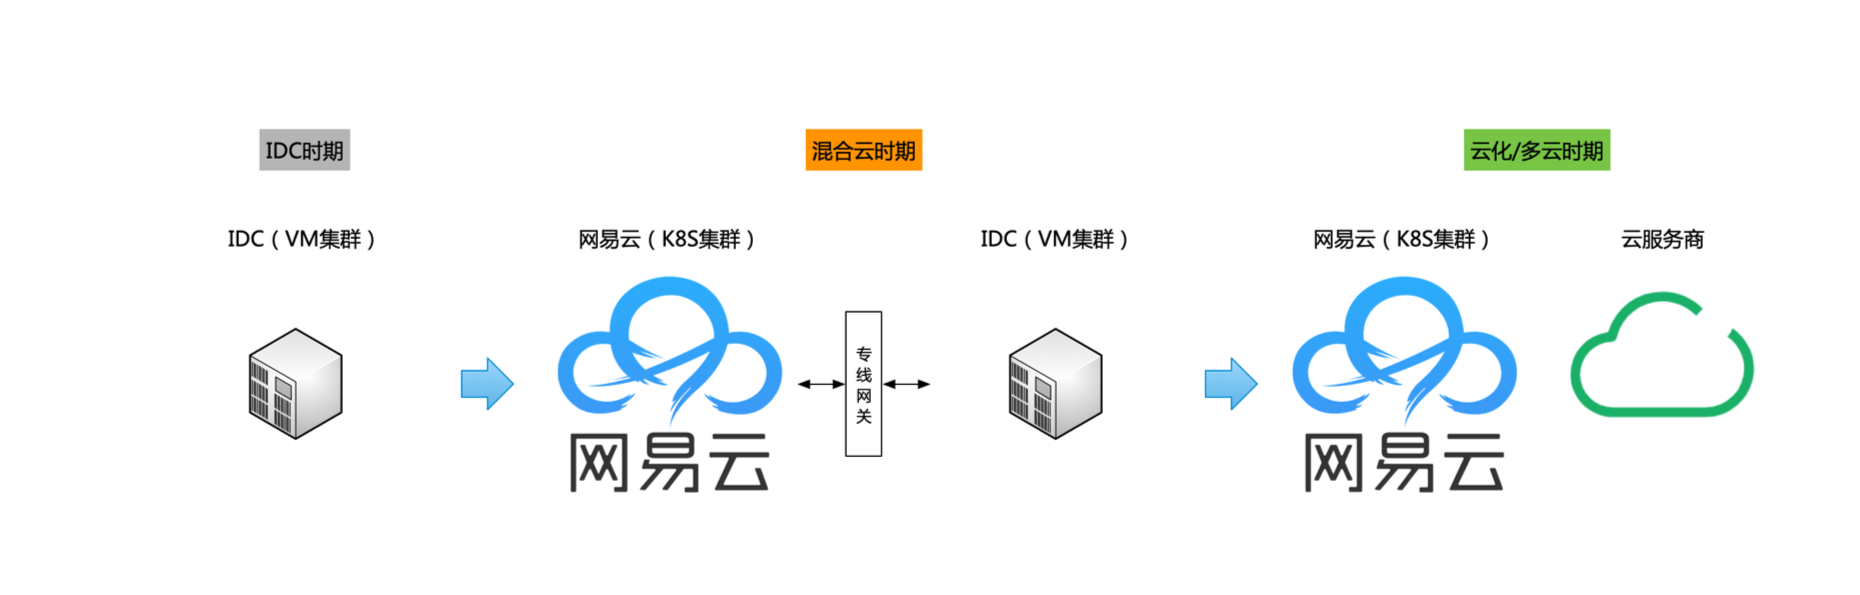 IDC时期
混合云时期
云化/多云时期
IDC（VM集群）
网易云（K8S集群）
IDC（VM集群）
网易云（K8S集群）
云服务商
专线网关
网易云
网易云